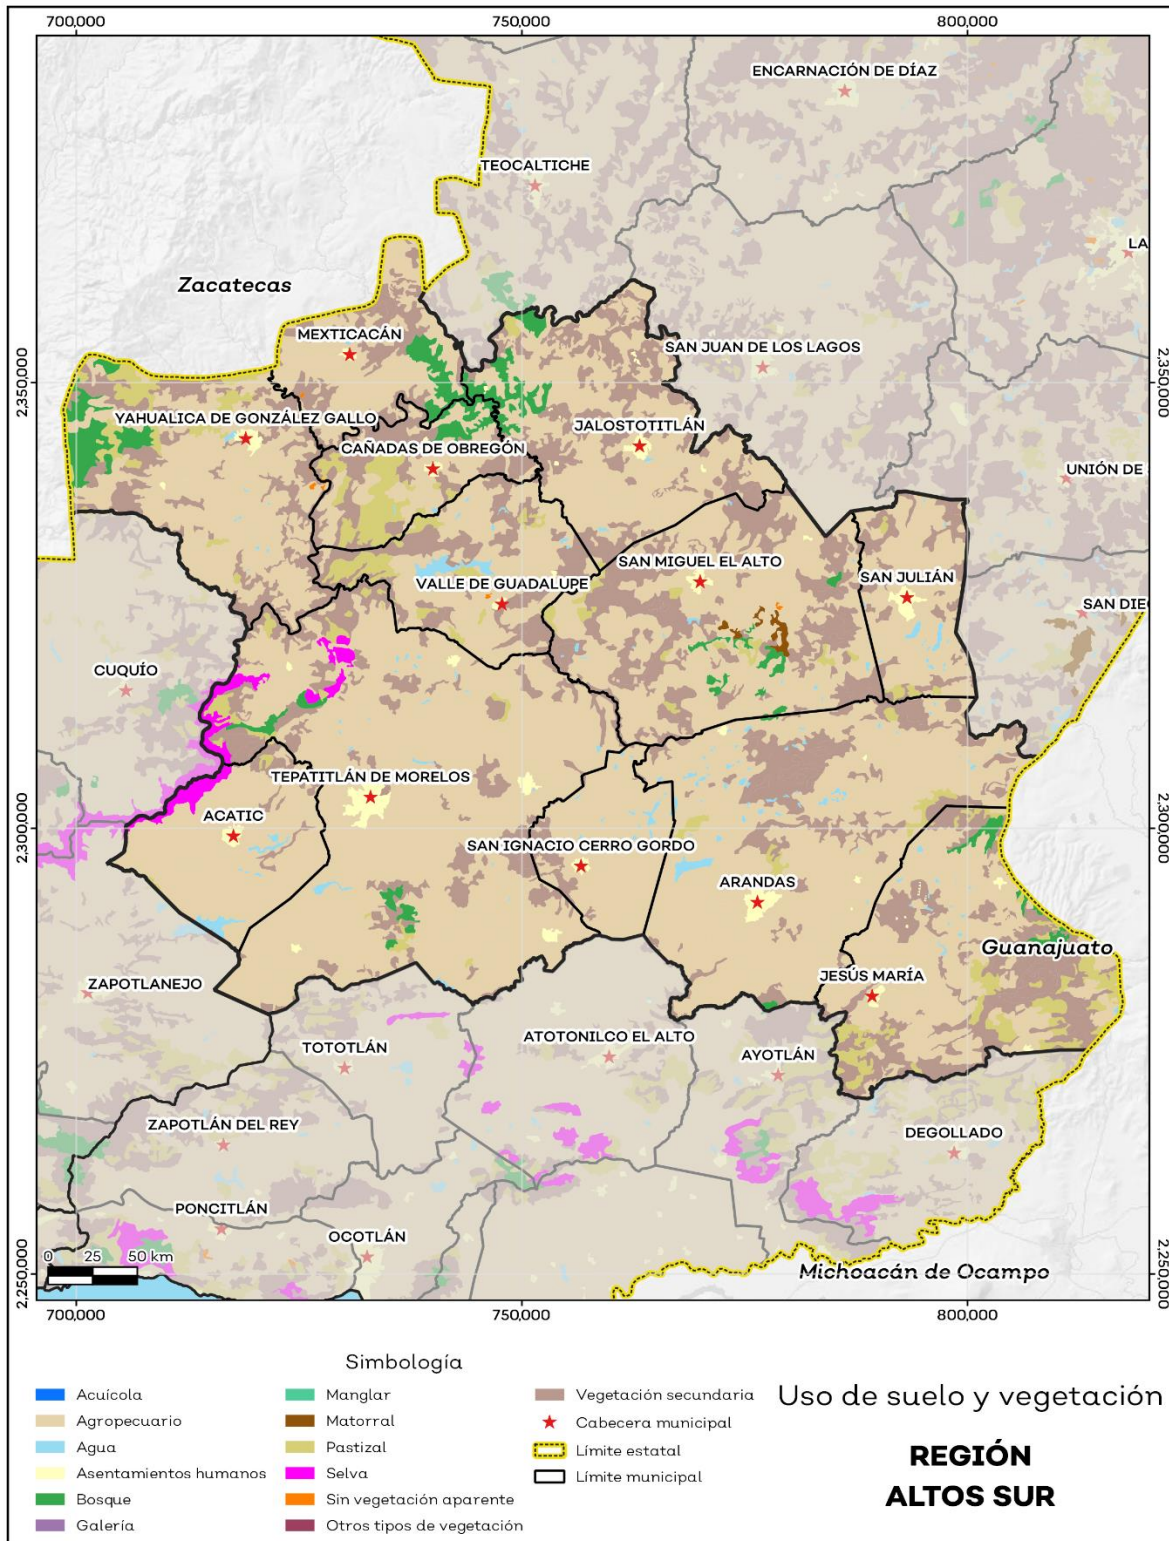 700,000
750,000
800,000
ENCARNACIÓN DE DÍAZ
TEOCALTICHE
LA
Zacatecas
MEXTICACÁN
SAN JUAN DE LOS LAGOS
2,350,000
2,350,000
YAHUALICA DE GONZÁLEZ GALLO
JALOSTOTITLÁN
CAÑADAS DE OBREGÓN
UNIÓN DE
SAN MIGUEL EL ALTO
VALLE DE GUADALUPE
SAN JULIÁN
SAN DIE
CUQUÍO
TEPATITLÁN DE MORELOS
ACATIC
2,300,000
2,300,000
SAN IGNACIO CERRO GORDO
ARANDAS
Guanajuato
ZAPOTLANEJO
JESÚS MARÍA
TOTOTLÁN
ATOTONILCO EL ALTO
AYOTLÁN
ZAPOTLÁN DEL REY
DEGOLLADO
PONCITLÁN
OCOTLÁN
0 25 50 km
Michoacán de Ocampo
2,250,000
2,250,000
700,000
750,000
800,000
Simbología
Acuícola
Agropecuario
Agua
Asentamientos humanos
Bosque
Galería
Manglar
Matorral
Pastizal
Selva
Sin vegetación aparente
Otros tipos de vegetación
Vegetación secundaria
Cabecera municipal
Límite estatal
Límite municipal
Uso de suelo y vegetación
REGIÓN
ALTOS SUR